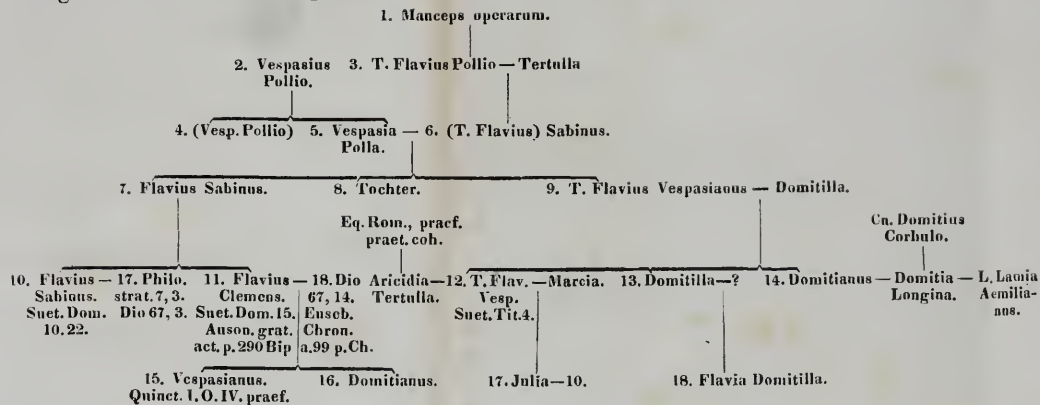 1. Manceps operarum.
2. Vespasius 3. T. Flavius Pollio — Tertulla
Pollio.
4. (Vesp. Pollio) 5. Vespasia — 6. (T. Flavius) Sabinus.
Polla.
7. Flavius Sabinus. 8. Tochter. 9. T. Flavius Vespasianus — Domitilla.
Eq. Rom., praef.
praet. coh.
Cn. Domitius
Corbulo.
10. Flavius — 17. Philo. 11. Flavius — 18. Dio Aricidia — 12. T. Flav. — Marcia. 13. Domitilla — ? 14. Domitianus — Domitia — L. Lamia
Sabinus. strat. 7, 3. Clemens. 67, 14. Tertulla. Vesp. Longina. Aemilia-
Suet. Dom. Dio 67, 3. Suet. Dom. 15. Euseb. Suet. Tit. 4. nus.
10. 22. Auson. grat. Chron.
act. p. 290 Bip a. 99 p. Ch.
15. Vespasianus. 16. Domitianus. 17. Julia — 10. 18. Flavia Domitilla.
Quinct. I. O. IV. praef.